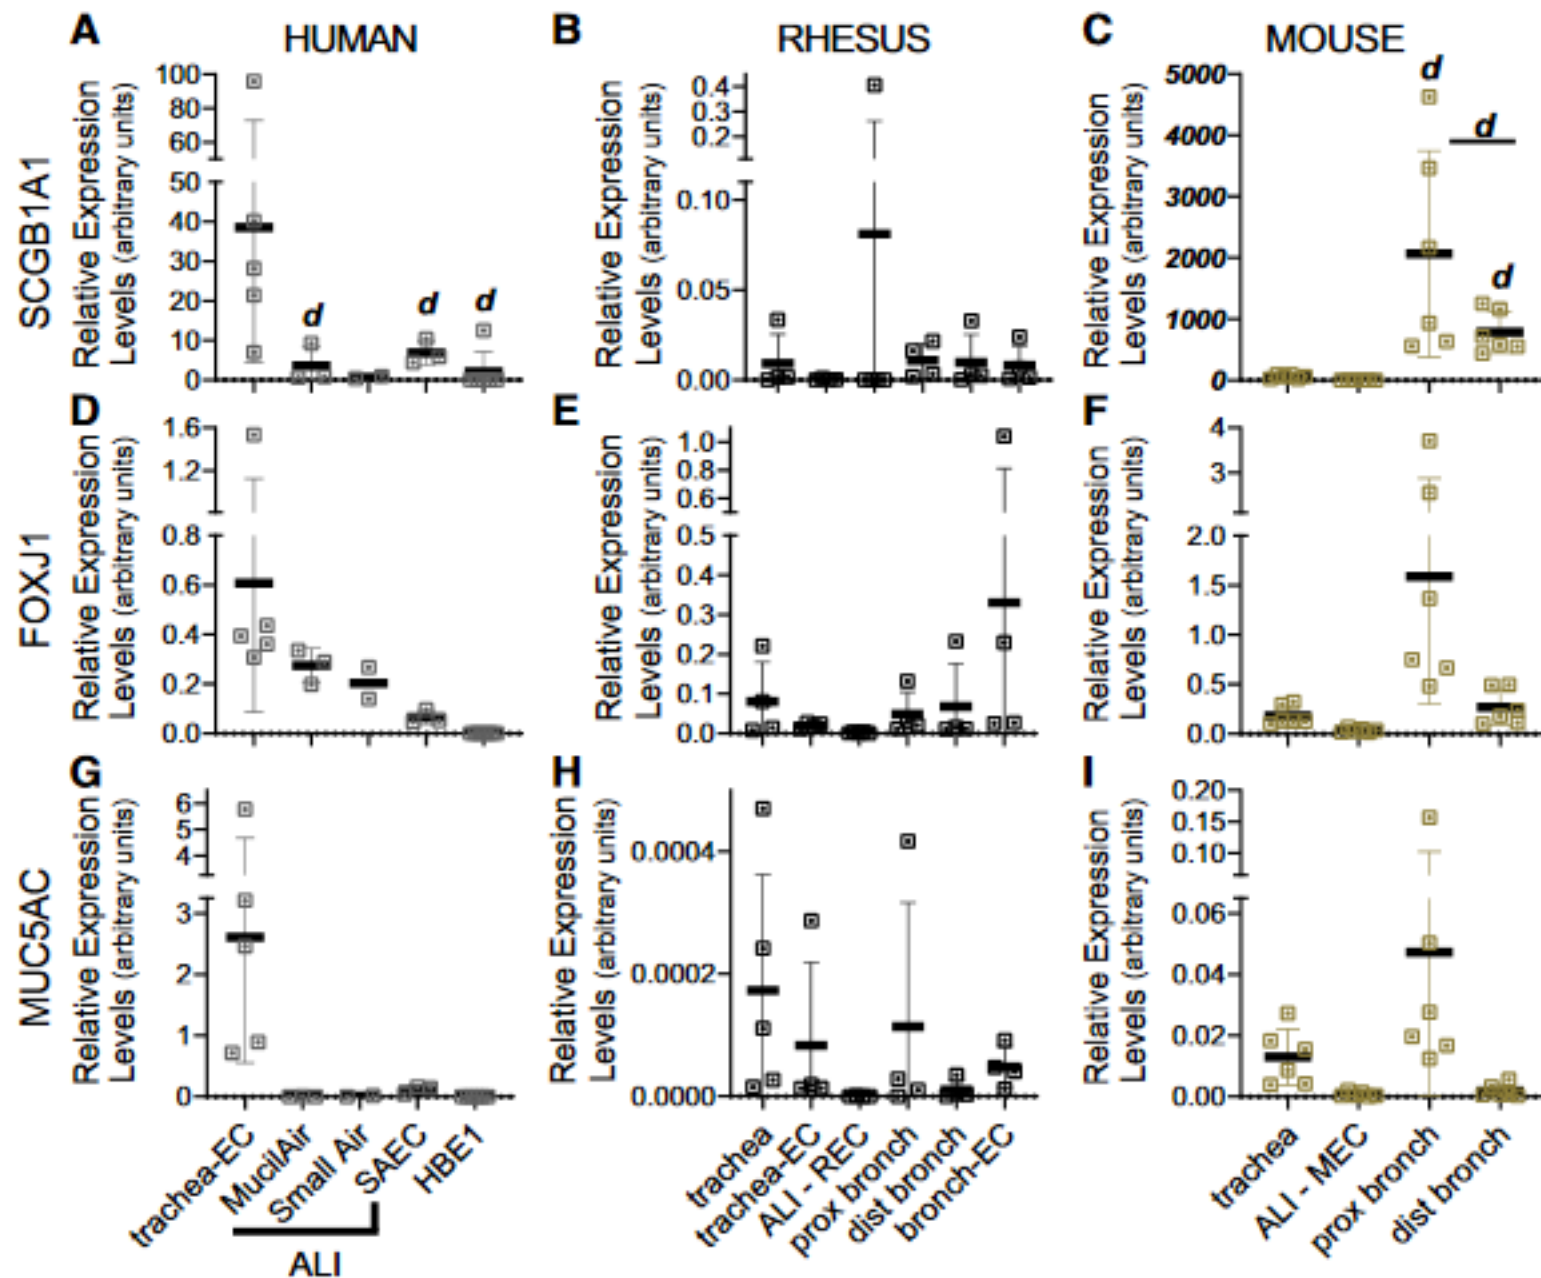 A HUMAN
B RHESUS
C MOUSE
SCGB1A1
Relative Expression
Levels (arbitrary units)
100
80
60
50
40
30
20
10
0
d
d
d
Relative Expression
Levels (arbitrary units)
0.4
0.3
0.2
0.10
0.05
0.00
Relative Expression
Levels (arbitrary units)
5000
4000
3000
2000
1000
0
d
d
d
D
E
F
FOXJ1
Relative Expression
Levels (arbitrary units)
1.6
1.2
0.8
0.6
0.4
0.2
0.0
Relative Expression
Levels (arbitrary units)
1.0
0.8
0.6
0.5
0.4
0.3
0.2
0.1
0.0
Relative Expression
Levels (arbitrary units)
4
3
2.0
1.5
1.0
0.5
0.0
G
H
I
MUC5AC
Relative Expression
Levels (arbitrary units)
6
5
4
3
2
1
0
Relative Expression
Levels (arbitrary units)
0.0004
0.0002
0.0000
Relative Expression
Levels (arbitrary units)
0.20
0.15
0.10
0.06
0.04
0.02
0.00
trachea-EC
MucilAir
Small Air
SAEC
HBE1
ALI
trachea
trachea-EC
ALI - REC
prox bronch
dist bronch
bronch-EC
trachea
ALI - MEC
prox bronch
dist bronch